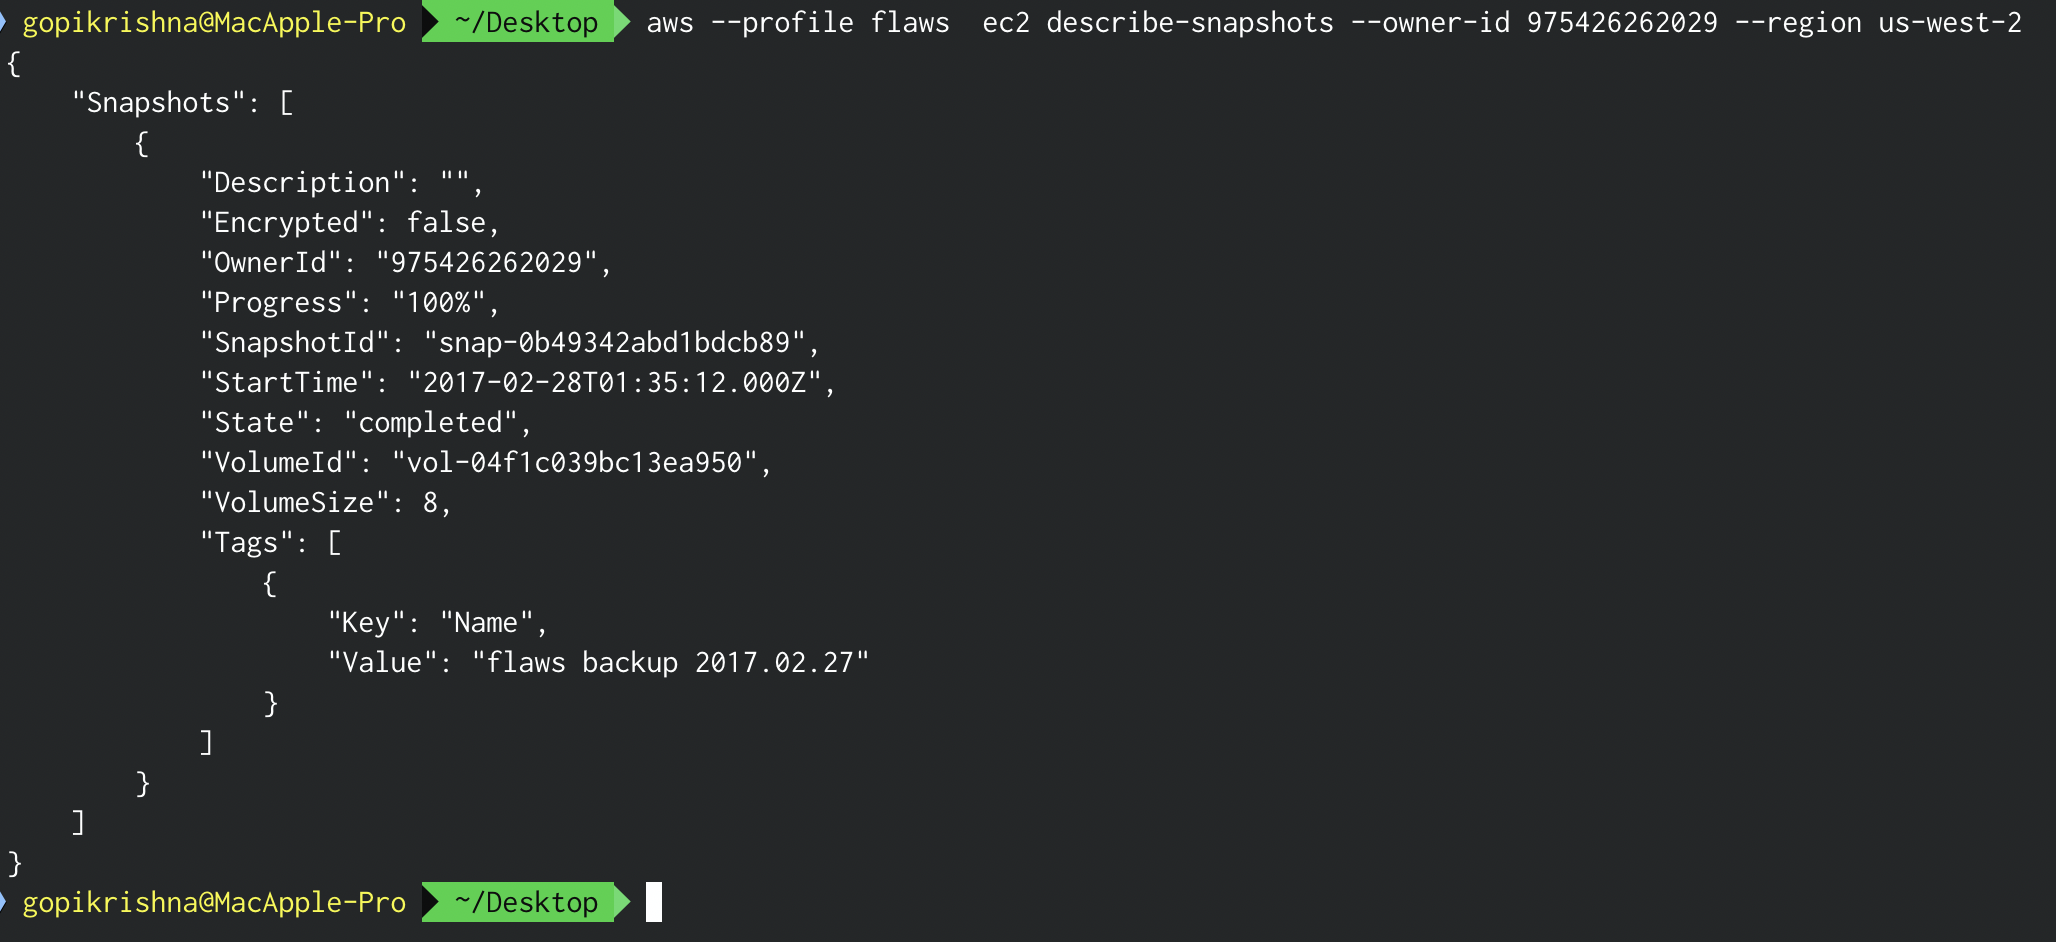 gopikrishna@MacApple-Pro ~/Desktop aws --profile flaws  ec2 describe-snapshots --owner-id 975426262029 --region us-west-2
{
    "Snapshots": [
        {
            "Description": "",
            "Encrypted": false,
            "OwnerId": "975426262029",
            "Progress": "100%",
            "SnapshotId": "snap-0b49342abd1bdcb89",
            "StartTime": "2017-02-28T01:35:12.000Z",
            "State": "completed",
            "VolumeId": "vol-04f1c039bc13ea950",
            "VolumeSize": 8,
            "Tags": [
                {
                    "Key": "Name",
                    "Value": "flaws backup 2017.02.27"
                }
            ]
        }
    ]
}
gopikrishna@MacApple-Pro ~/Desktop